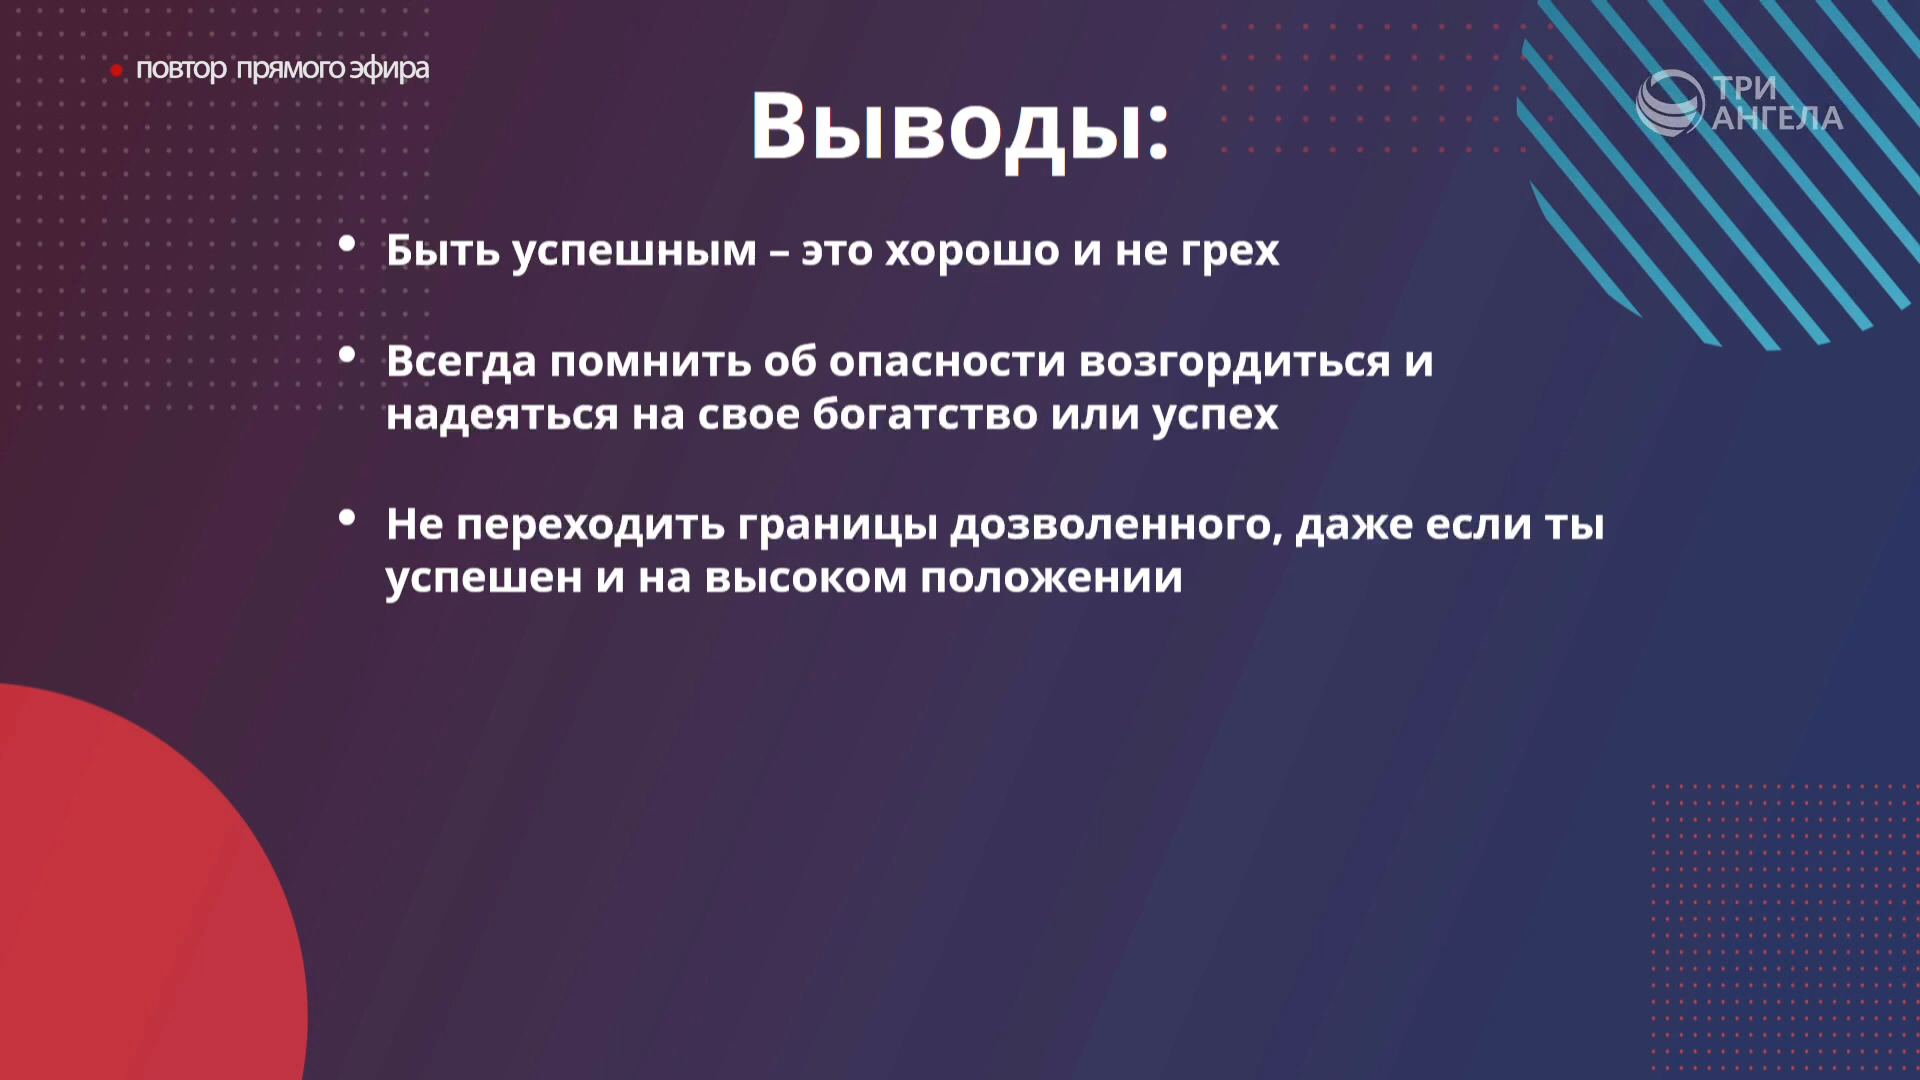 повтор прямого эфира
ТРИ
АНГЕЛА
Выводы:
• Быть успешным – это хорошо и не грех
• Всегда помнить об опасности возгордиться и
надеяться на свое богатство или успех
• Не переходить границы дозволенного, даже если ты
успешен и на высоком положении